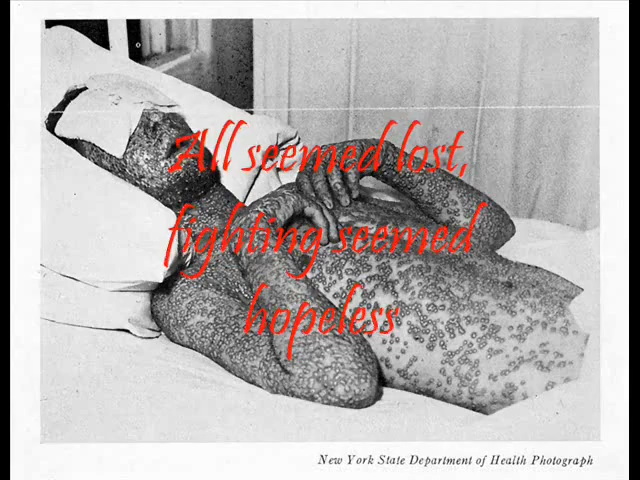 All seemed lost,
fighting seemed
hopeless
New York State Department of Health Photograph